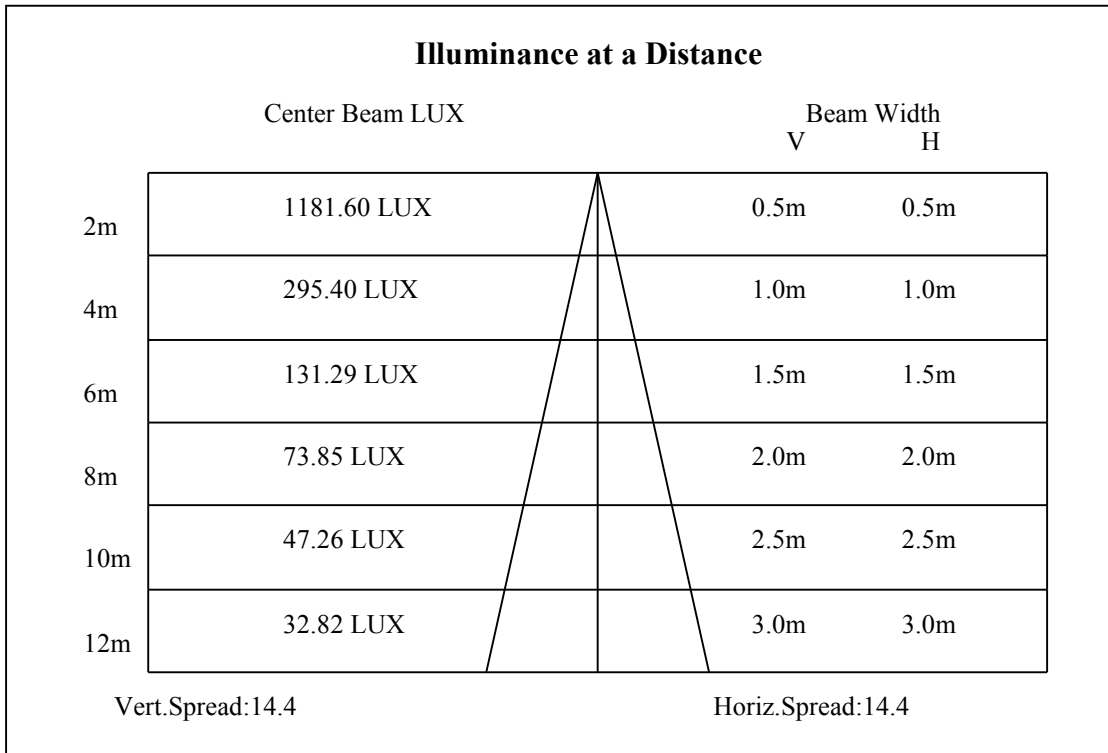 Illuminance at a Distance
Center Beam LUX Beam Width
V H
2m 1181.60 LUX 0.5m 0.5m
4m 295.40 LUX 1.0m 1.0m
6m 131.29 LUX 1.5m 1.5m
8m 73.85 LUX 2.0m 2.0m
10m 47.26 LUX 2.5m 2.5m
12m 32.82 LUX 3.0m 3.0m
Vert.Spread:14.4 Horiz.Spread:14.4